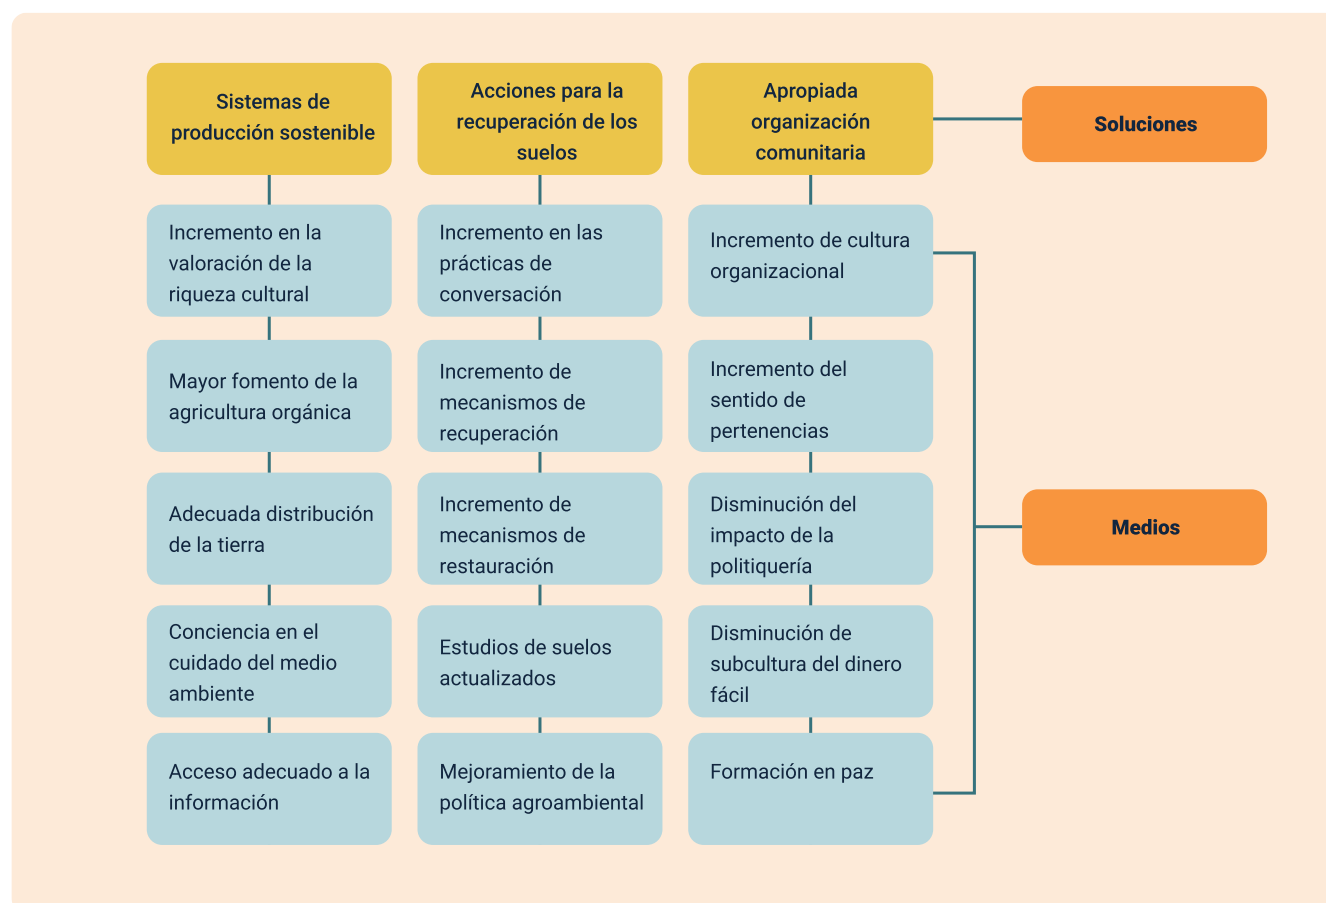 Sistemas de
producción sostenible
Incremento en la
valoración de la
riqueza cultural
Mayor fomento de la
agricultura orgánica
Adecuada distribución
de la tierra
Conciencia en el
cuidado del medio
ambiente
Acceso adecuado a la
información
Acciones para la
recuperación de los
suelos
Incremento en las
prácticas de
conversación
Incremento de
mecanismos de
recuperación
Incremento de
mecanismos de
restauración
Estudios de suelos
actualizados
Mejoramiento de la
política agroambiental
Apropiada
organización
comunitaria
Incremento de cultura
organizacional
Incremento del
sentido de
pertenencias
Disminución del
impacto de la
politiquería
Disminución de
subcultura del dinero
fácil
Formación en paz
Soluciones
Medios